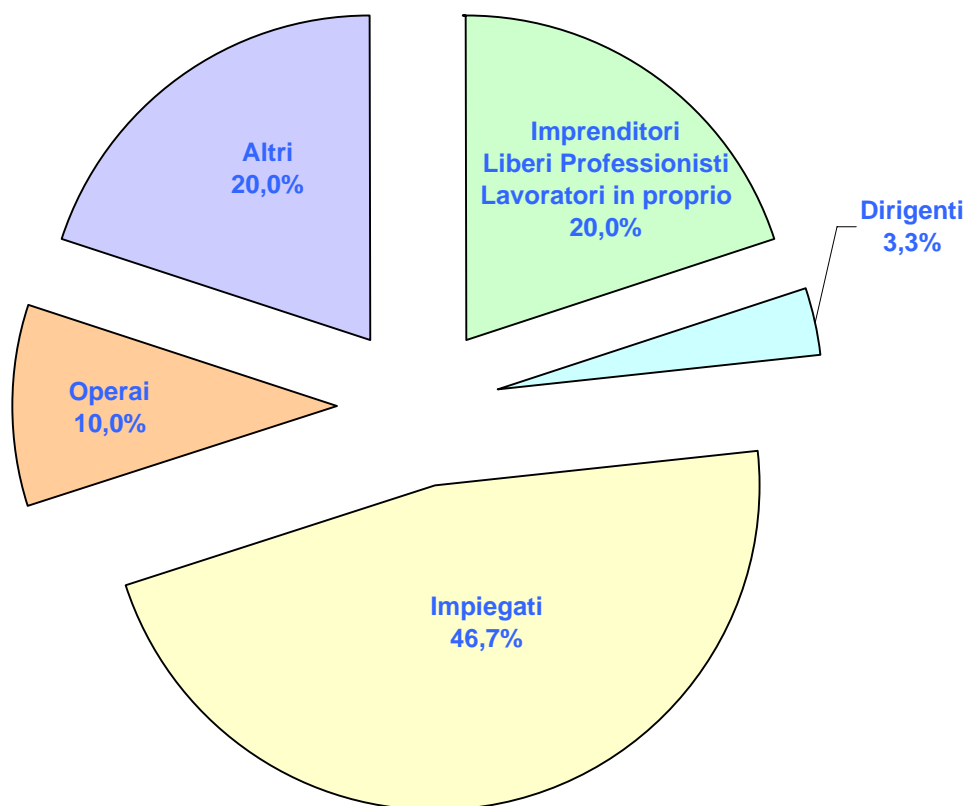 Altri
20,0%
Imprenditori
Liberi Professionisti
Lavoratori in proprio
20,0%
Dirigenti
3,3%
Operai
10,0%
Impiegati
46,7%